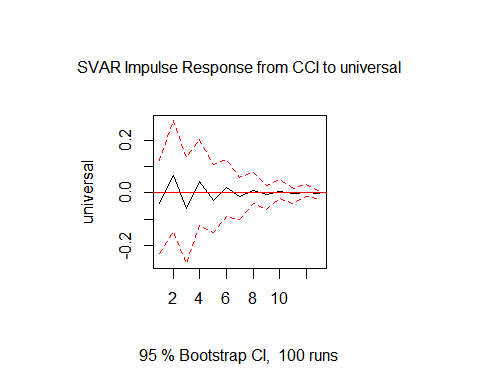 SVAR Impulse Response from CCI to universal
universal
0.2
0.0
-0.2
2 4 6 8 10
95 % Bootstrap CI, 100 runs